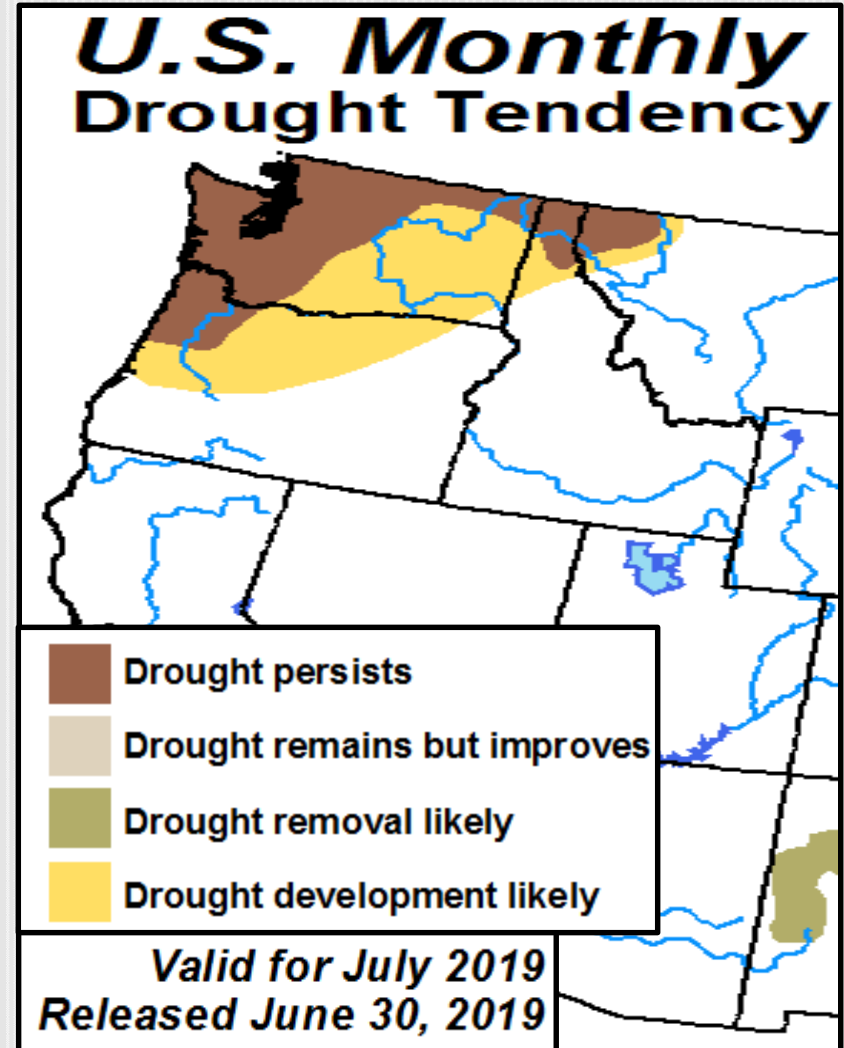 U.S. Monthly
Drought Tendency
Drought persists
Drought remains but improves
Drought removal likely
Drought development likely
Valid for July 2019
Released June 30, 2019